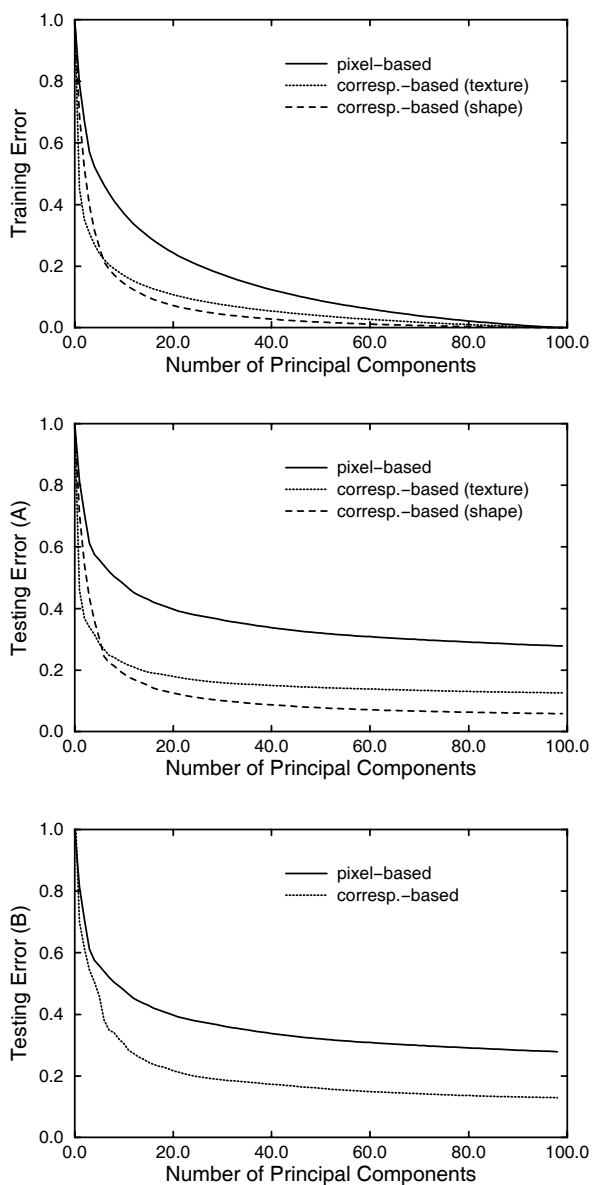 1.0
0.8
0.6
0.4
0.2
0.0
Training Error
pixel−based
corresp.−based (texture)
corresp.−based (shape)
0.0 20.0 40.0 60.0 80.0 100.0
Number of Principal Components
1.0
0.8
0.6
0.4
0.2
0.0
Testing Error (A)
pixel−based
corresp.−based (texture)
corresp.−based (shape)
0.0 20.0 40.0 60.0 80.0 100.0
Number of Principal Components
1.0
0.8
0.6
0.4
0.2
0.0
Testing Error (B)
pixel−based
corresp.−based
0.0 20.0 40.0 60.0 80.0 100.0
Number of Principal Components